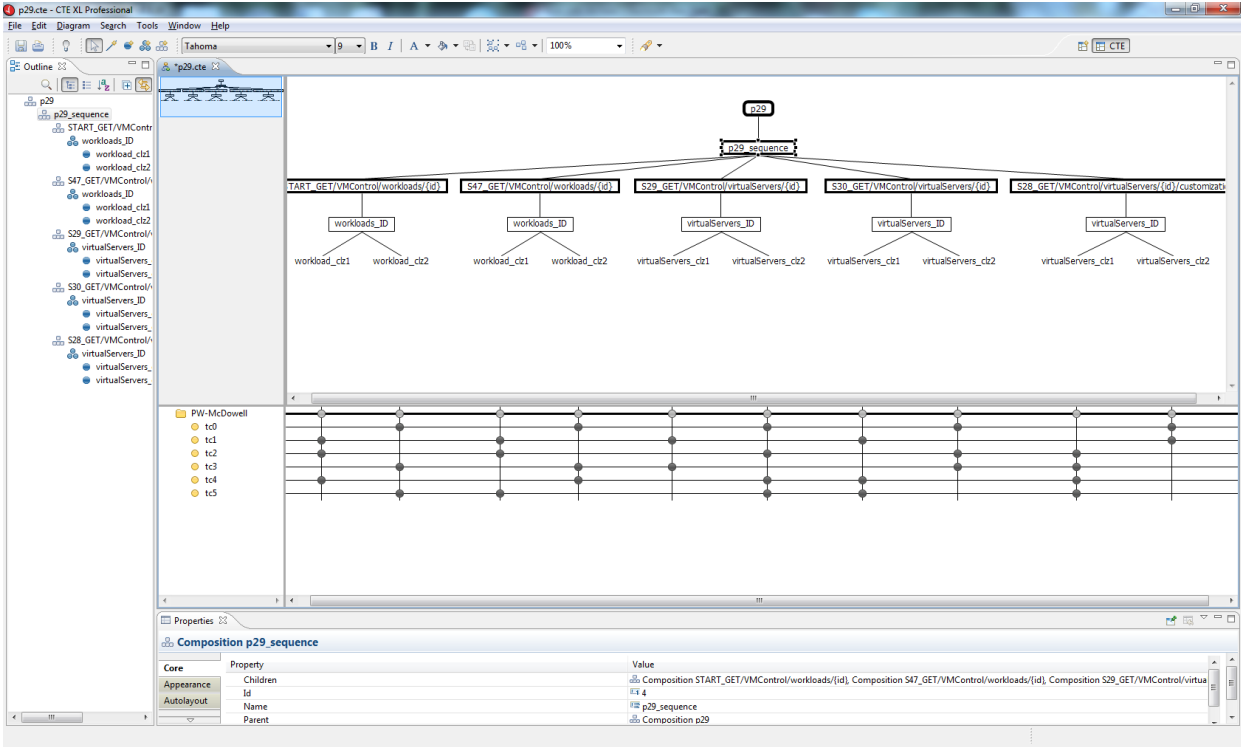 p29.cte - CTE XL Professional
File Edit Diagram Search Tools Window Help
Tahoma 9 B I A 100% CTE
Outline
*p29.cte
p29
p29_sequence
START_GET/VMContr
workloads_ID
workload_clz1
workload_clz2
S47_GET/VMControl/
workloads_ID
workload_clz1
workload_clz2
S29_GET/VMControl/
virtualServers_ID
virtualServers_
virtualServers_
S30_GET/VMControl/
virtualServers_ID
virtualServers_
virtualServers_
S28_GET/VMControl/
virtualServers_ID
virtualServers_
virtualServers_
p29
p29_sequence
TART_GET/VMControl/workloads/{id} S47_GET/VMControl/workloads/{id} S29_GET/VMControl/virtualServers/{id} S30_GET/VMControl/virtualServers/{id} S28_GET/VMControl/virtualServers/{id}/customizati
workloads_ID workloads_ID virtualServers_ID virtualServers_ID virtualServers_ID
workload_clz1 workload_clz2 workload_clz1 workload_clz2 virtualServers_clz1 virtualServers_clz2 virtualServers_clz1 virtualServers_clz2 virtualServers_clz1 virtualServers_clz2
PW-McDowell
tc0
tc1
tc2
tc3
tc4
tc5
Properties
Composition p29_sequence
Core
Appearance
Autolayout
Property Value
Children Composition START_GET/VMControl/workloads/{id}, Composition S47_GET/VMControl/workloads/{id}, Composition S29_GET/VMControl/virtua
Id 4
Name p29_sequence
Parent Composition p29